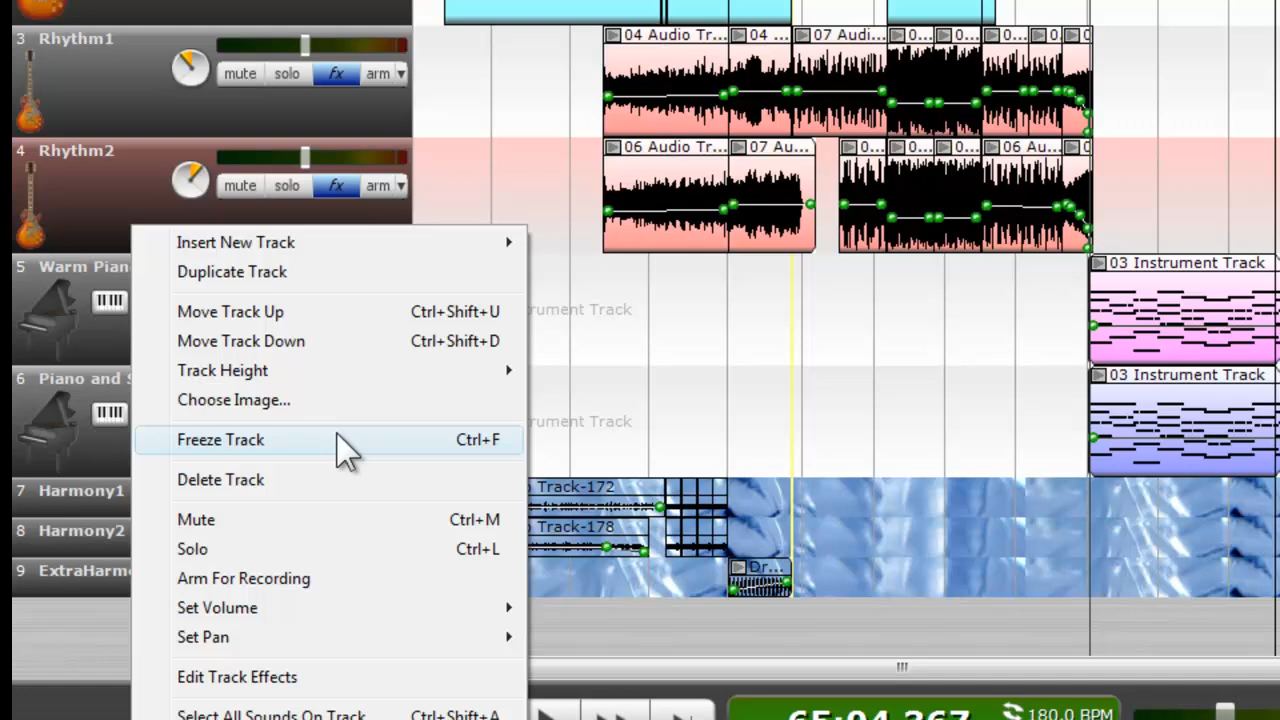 3 Rhythm1
mute solo fx arm
04 Audio Tr... 04 ... 07 Audi... 0... 0... 0... 0. 0
4 Rhythm2
mute solo fx arm
06 Audio Tr... 07 Au... 0... 0... 0... 06 Au... 0
5 Warm Pian
rument Track
03 Instrument Track
6 Piano and S
rument Track
03 Instrument Track
7 Harmony1
Track-172
8 Harmony2
Track-178
9 ExtraHarmo
Dr...
Insert New Track
Duplicate Track
Move Track Up Ctrl+Shift+U
Move Track Down Ctrl+Shift+D
Track Height
Choose Image...
Freeze Track Ctrl+F
Delete Track
Mute Ctrl+M
Solo Ctrl+L
Arm For Recording
Set Volume
Set Pan
Edit Track Effects
Select All Sounds On Track Ctrl+Shift+A
65:04.367
180.0 BPM